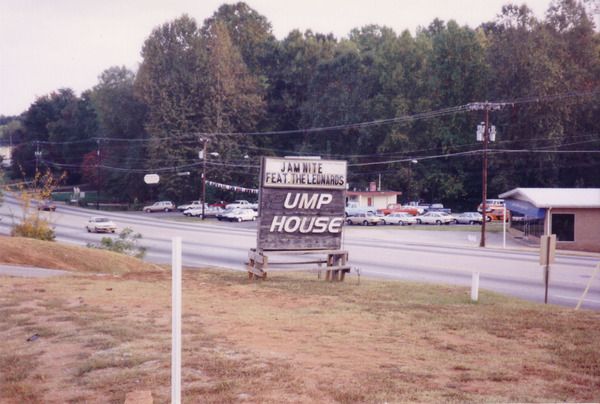 JAM NITE
FEAT. THE LEONARDS
UMP
HOUSE